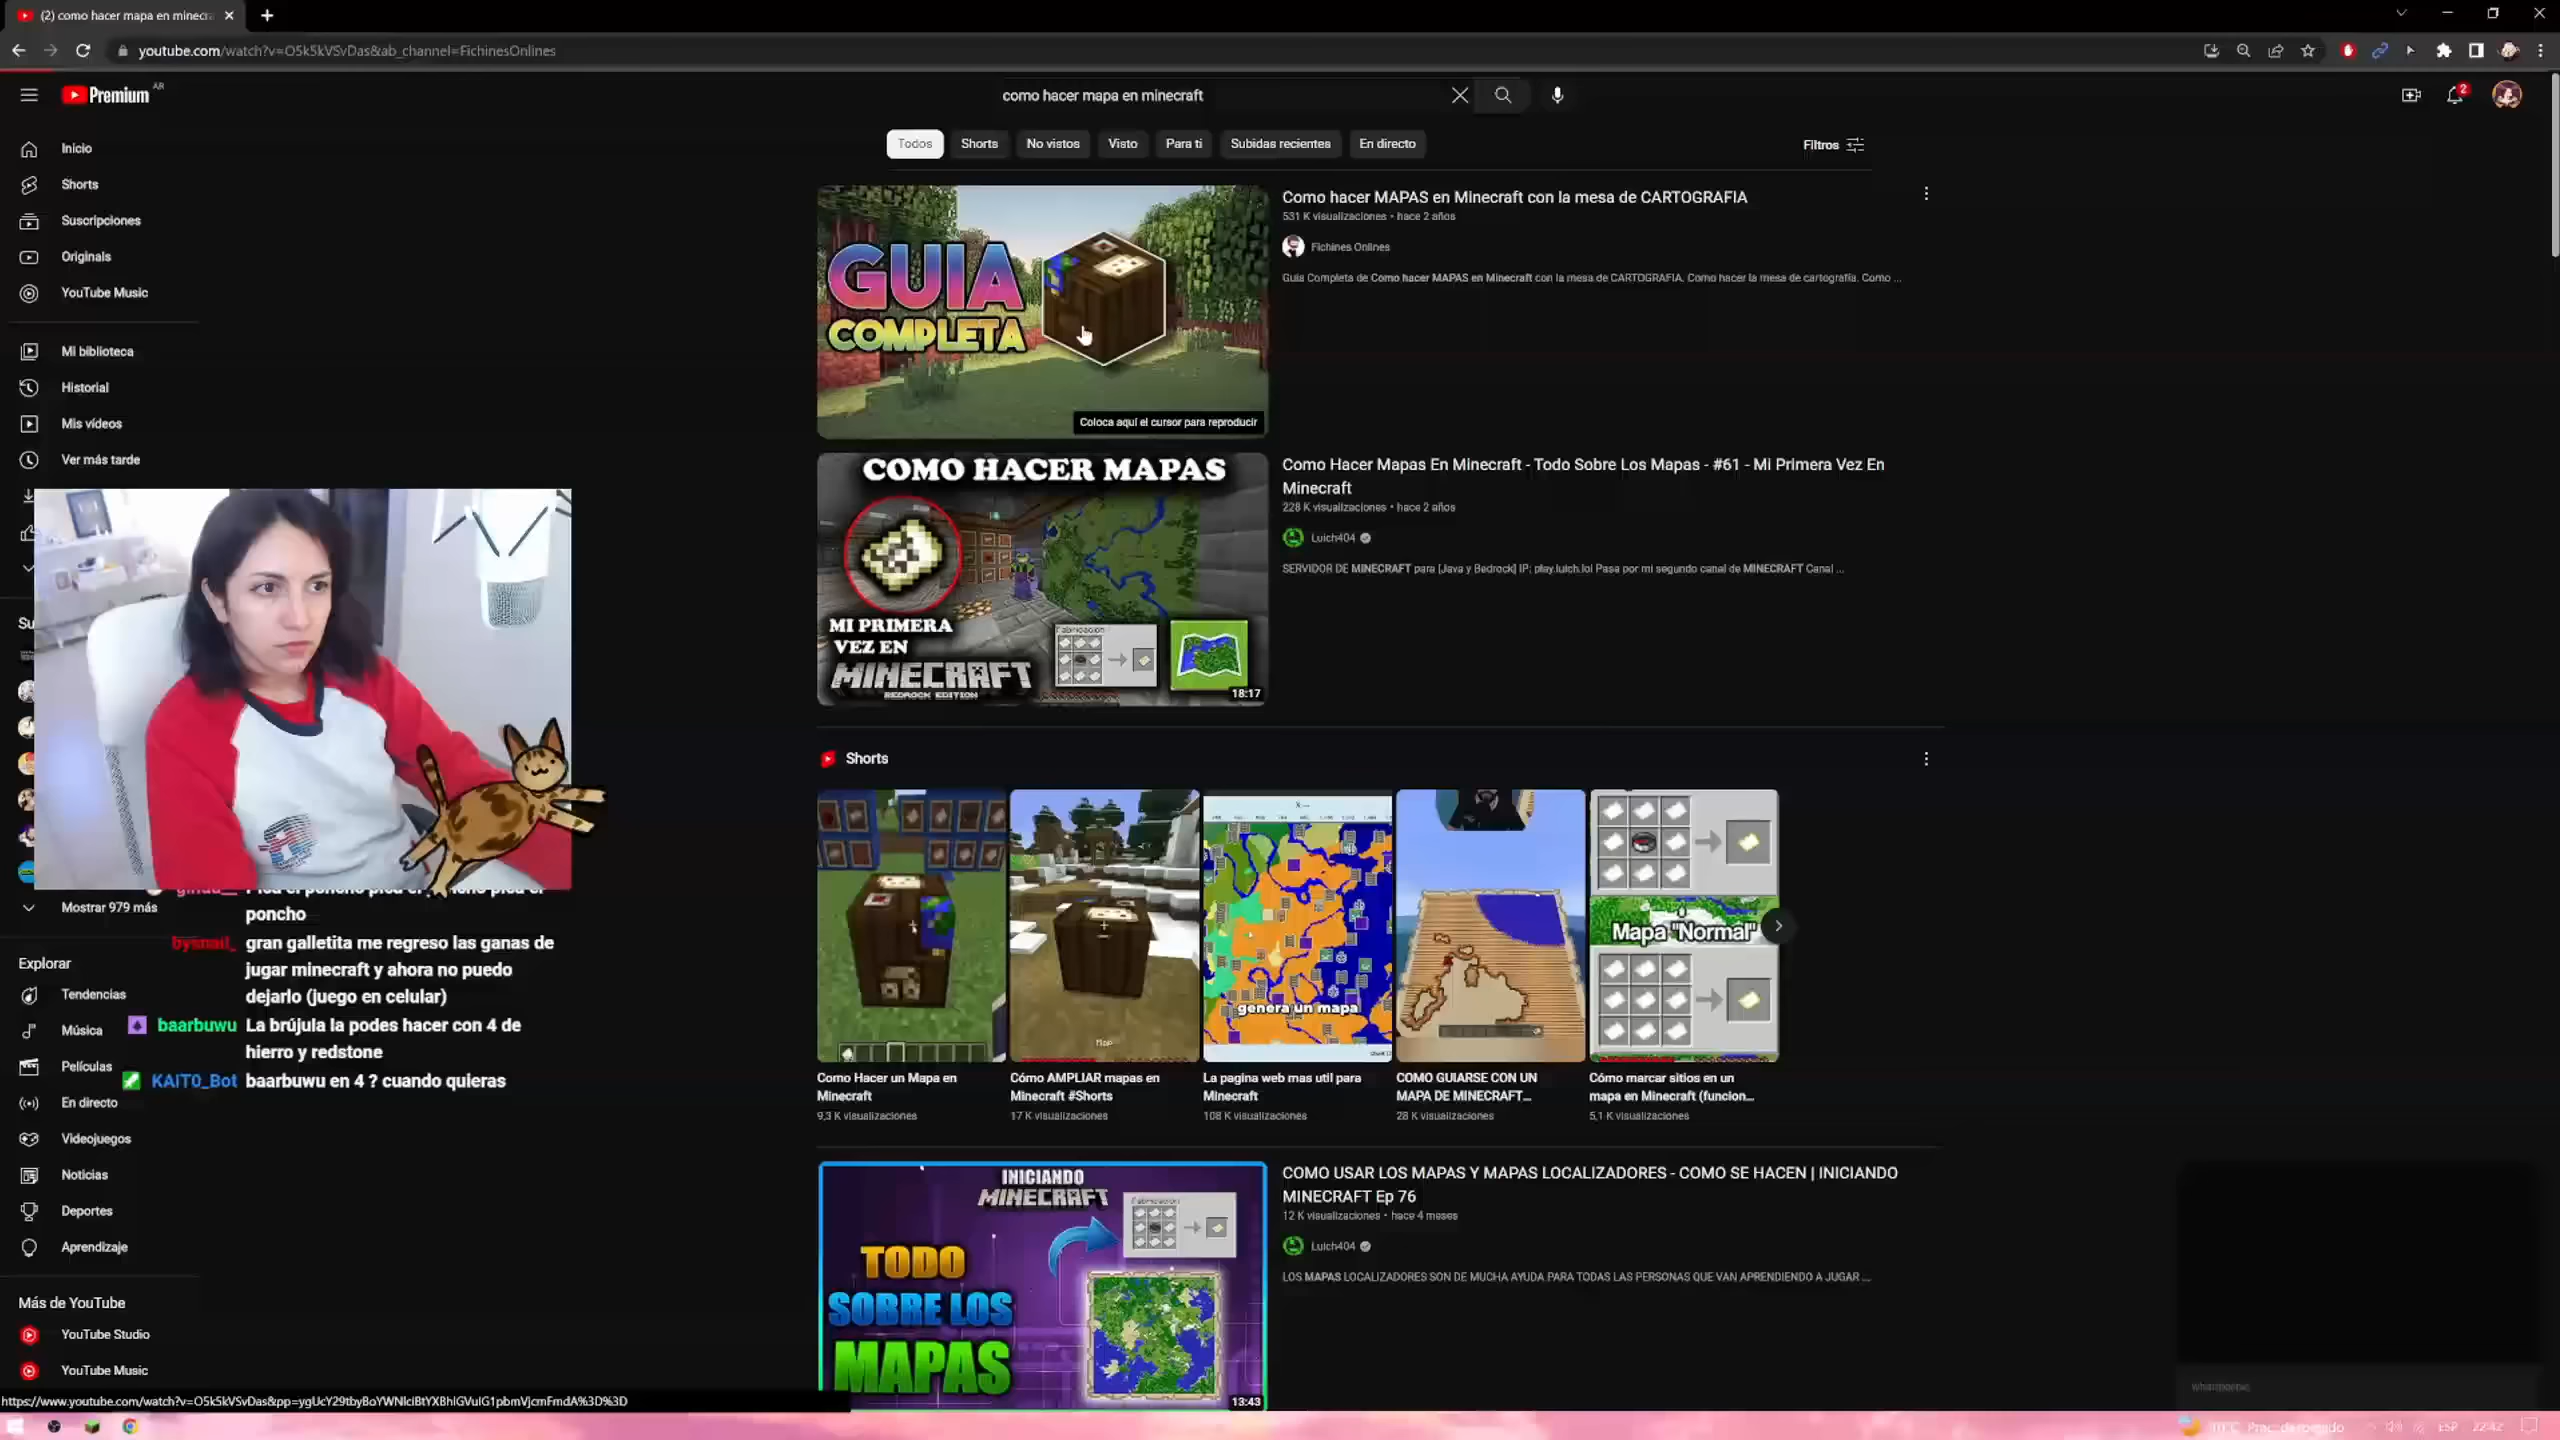 (2) como hacer mapa en minecra
youtube.com/watch?v=O5k5kVSvDas&ab_channel=FichinesOnlines
Premium AR
como hacer mapa en minecraft
2
Todos
Shorts
No vistos
Visto
Para ti
Subidas recientes
En directo
Filtros
Inicio
Shorts
Suscripciones
Originals
YouTube Music
Mi biblioteca
Historial
Mis vídeos
Ver más tarde
Su
Mostrar 979 más
Explorar
Tendencias
Música
Películas
En directo
Videojuegos
Noticias
Deportes
Aprendizaje
Más de YouTube
YouTube Studio
YouTube Music
poncho
bysnail_ gran galletita me regreso las ganas de
jugar minecraft y ahora no puedo
dejarlo (juego en celular)
baarbuwu La brújula la podes hacer con 4 de
hierro y redstone
KAIT0_Bot baarbuwu en 4 ? cuando quieras
GUIA
COMPLETA
Coloca aquí el cursor para reproducir
Como hacer MAPAS en Minecraft con la mesa de CARTOGRAFIA
531 K visualizaciones • hace 2 años
Fichines Onlines
Guia Completa de Como hacer MAPAS en Minecraft con la mesa de CARTOGRAFIA. Como hacer la mesa de cartografía. Como ...
COMO HACER MAPAS
MI PRIMERA
VEZ EN
MINECRAFT
BEDROCK EDITION
Fabricación
18:17
Como Hacer Mapas En Minecraft - Todo Sobre Los Mapas - #61 - Mi Primera Vez En
Minecraft
228 K visualizaciones • hace 2 años
Luich404
SERVIDOR DE MINECRAFT para [Java y Bedrock] IP: play.luich.lol Pasa por mi segundo canal de MINECRAFT Canal ...
Shorts
Mapa
genera un mapa
Mapa "Normal"
Como Hacer un Mapa en
Minecraft
9,3 K visualizaciones
Cómo AMPLIAR mapas en
Minecraft #Shorts
17 K visualizaciones
La pagina web mas util para
Minecraft
108 K visualizaciones
COMO GUIARSE CON UN
MAPA DE MINECRAFT...
28 K visualizaciones
Cómo marcar sitios en un
mapa en Minecraft (funcion...
5,1 K visualizaciones
INICIANDO
MINECRAFT
Fabricación
TODO
SOBRE LOS
MAPAS
13:43
COMO USAR LOS MAPAS Y MAPAS LOCALIZADORES - COMO SE HACEN | INICIANDO
MINECRAFT Ep 76
12 K visualizaciones • hace 4 meses
Luich404
LOS MAPAS LOCALIZADORES SON DE MUCHA AYUDA PARA TODAS LAS PERSONAS QUE VAN APRENDIENDO A JUGAR ...
ESP
22:42